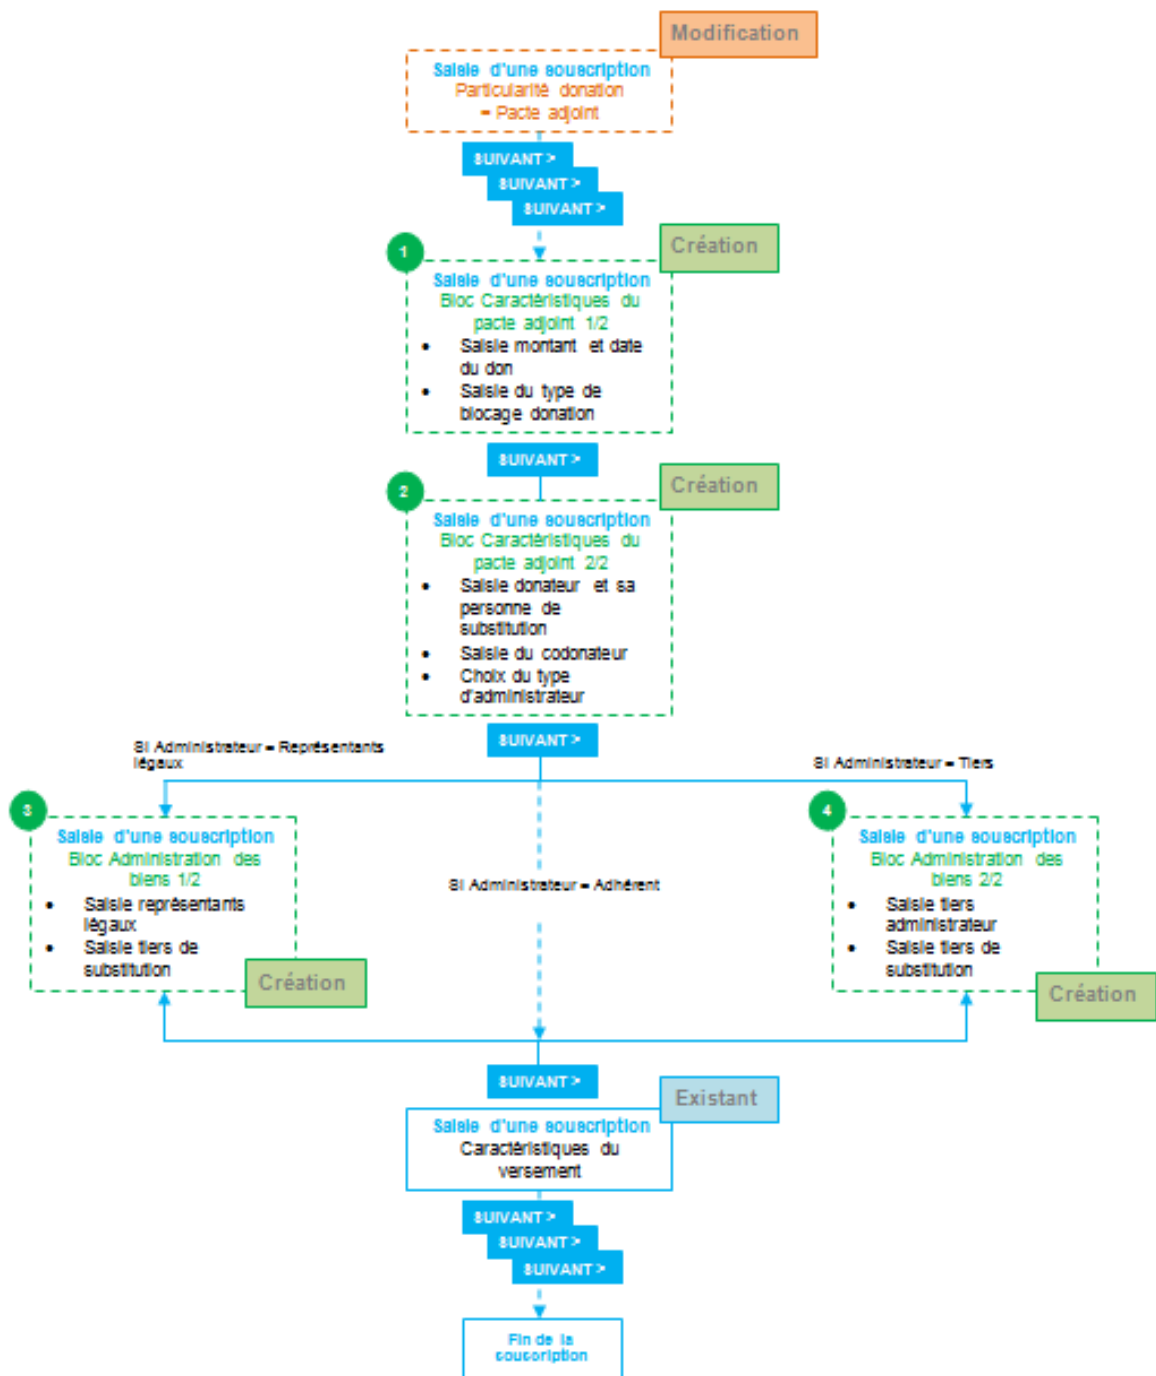 Modification
Saisie d'une souscription
Particularité donation
= Pacte adjoint
SUIVANT >
SUIVANT >
SUIVANT >
Création
1
Saisie d'une souscription
Bloc Caractéristiques du
pacte adjoint 1/2
• Saisie montant et date
du don
• Saisie du type de
blocage donation
SUIVANT >
Création
2
Saisie d'une souscription
Bloc Caractéristiques du
pacte adjoint 2/2
• Saisie donateur et sa
personne de
substitution
• Saisie du codonateur
• Choix du type
d'administrateur
SUIVANT >
Si Administrateur = Représentants
légaux
Si Administrateur = Tiers
3
Saisie d'une souscription
Bloc Administration des
biens 1/2
• Saisie représentants
légaux
• Saisie tiers de
substitution
Création
Si Administrateur = Adhérent
4
Saisie d'une souscription
Bloc Administration des
biens 2/2
• Saisie tiers
administrateur
• Saisie tiers de
substitution
Création
SUIVANT >
Existant
Saisie d'une souscription
Caractéristiques du
versement
SUIVANT >
SUIVANT >
SUIVANT >
Fin de la
souscription